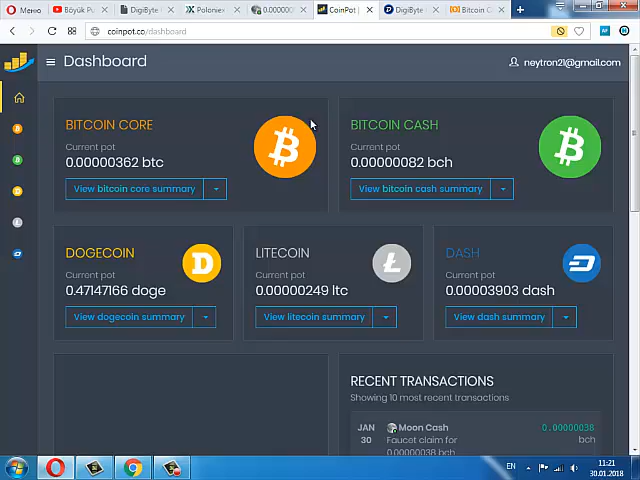 Меню
Böyük Pu
DigiByte
Poloniex
0.0000000
CoinPot |
DigiByte
Bitcoin C
coinpot.co/dashboard
Dashboard
neytron21@gmail.com
BITCOIN CORE
Current pot
0.00000362 btc
View bitcoin core summary
BITCOIN CASH
Current pot
0.00000082 bch
View bitcoin cash summary
DOGECOIN
Current pot
0.47147166 doge
View dogecoin summary
LITECOIN
Current pot
0.00000249 ltc
View litecoin summary
DASH
Current pot
0.00003903 dash
View dash summary
RECENT TRANSACTIONS
Showing 10 most recent transactions
JAN
30
Moon Cash
Faucet claim for
0.00000038 bch
0.00000038
bch
EN
11:21
30.01.2018